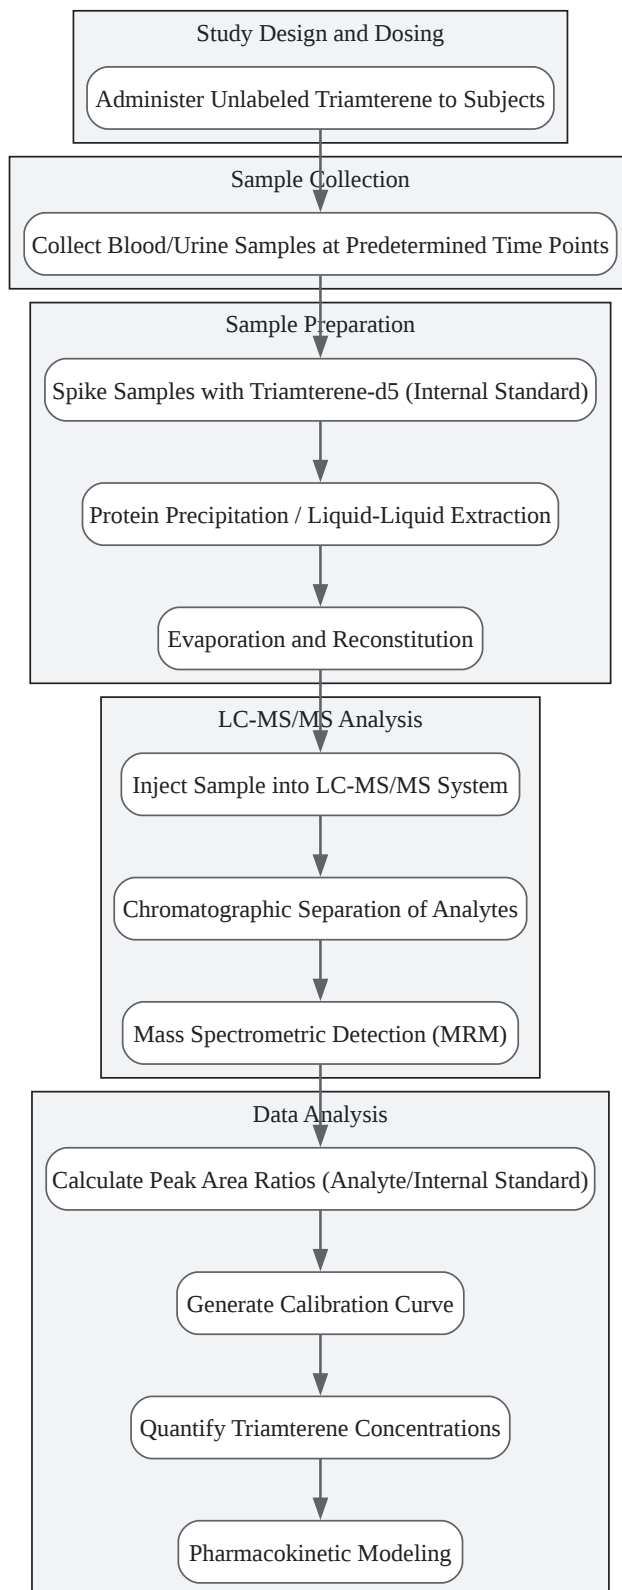 Study Design and Dosing
Administer Unlabeled Triamterene to Subjects
Sample Collection
Collect Blood/Urine Samples at Predetermined Time Points
Sample Preparation
Spike Samples with Triamterene-d5 (Internal Standard)
Protein Precipitation / Liquid-Liquid Extraction
Evaporation and Reconstitution
LC-MS/MS Analysis
Inject Sample into LC-MS/MS System
Chromatographic Separation of Analytes
Mass Spectrometric Detection (MRM)
Data Analysis
Calculate Peak Area Ratios (Analyte/Internal Standard)
Generate Calibration Curve
Quantify Triamterene Concentrations
Pharmacokinetic Modeling